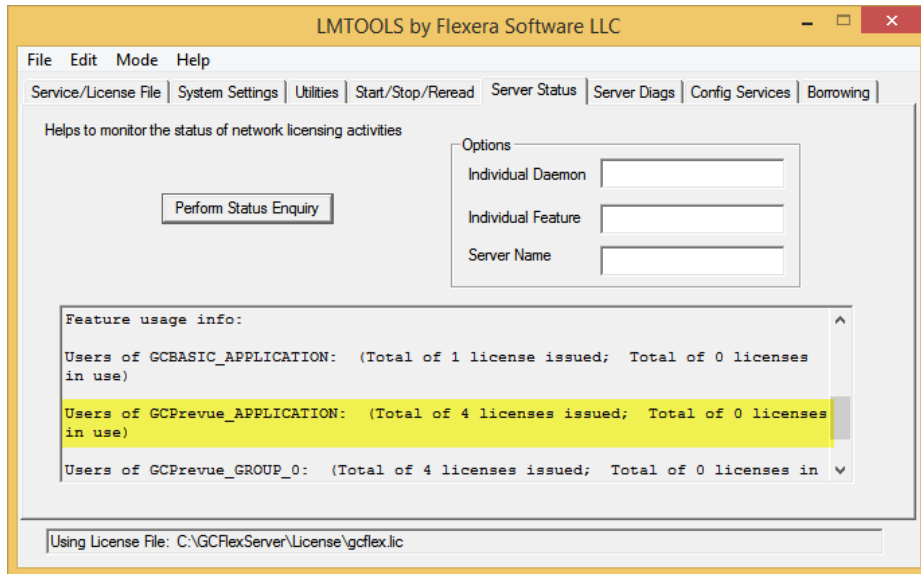 LMTOOLS by Flexera Software LLC
File Edit Mode Help
Service/License File System Settings Utilities Start/Stop/Reread Server Status Server Diags Config Services Borrowing
Helps to monitor the status of network licensing activities
Options
Individual Daemon
Perform Status Enquiry
Individual Feature
Server Name
Feature usage info:
Users of GCBASIC_APPLICATION: (Total of 1 license issued; Total of 0 licenses
in use)
Users of GCPrevue_APPLICATION: (Total of 4 licenses issued; Total of 0 licenses
in use)
Users of GCPrevue_GROUP_0: (Total of 4 licenses issued; Total of 0 licenses in
Using License File: C:\GCFlexServer\License\gcflex.lic